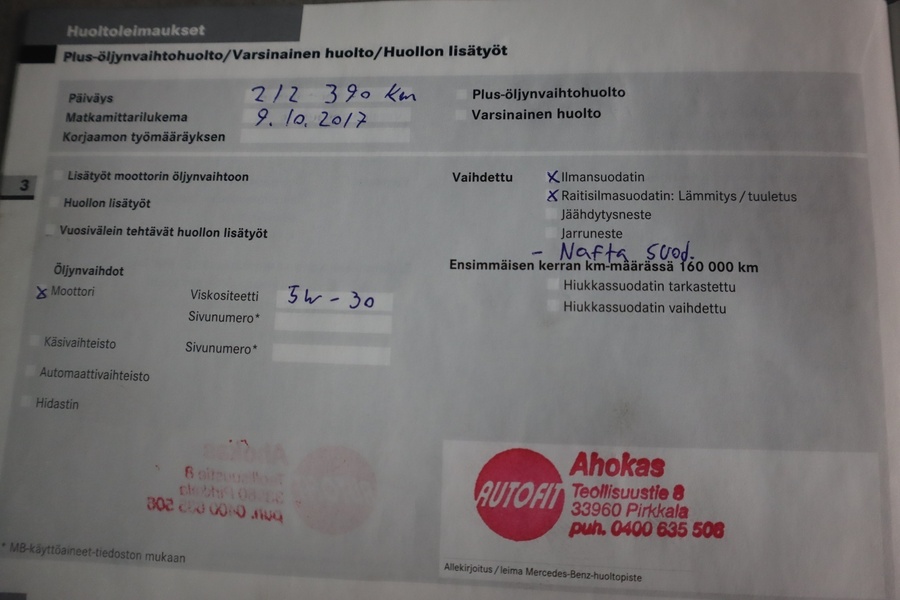 Huoltoleimaukset
Plus-öljynvaihtohuolto/Varsinainen huolto/Huollon lisätyöt
Päiväys 212 390 km
Matkamittarilukema 9.10.2017
Korjaamon työmääräyksen
Plus-öljynvaihtohuolto
Varsinainen huolto
3
Lisätyöt moottorin öljynvaihtoon
Huollon lisätyöt
Vuosivälein tehtävät huollon lisätyöt
Vaihdettu x Ilmansuodatin
x Raitisilmasuodatin: Lämmitys / tuuletus
Jäähdytysneste
Jarruneste
- Nafta suod.
Ensimmäisen kerran km-määrässä 160 000 km
Hiukkassuodatin tarkastettu
Hiukkassuodatin vaihdettu
Öljynvaihdot
x Moottori Viskositeetti 5W-30
Sivunumero*
Käsivaihteisto Sivunumero*
Automaattivaihteisto
Hidastin
AUTOFIT
Ahokas
Teollisuustie 8
33960 Pirkkala
puh. 0400 635 506
Allekirjoitus / leima Mercedes-Benz-huoltopiste
* MB-käyttöaineet-tiedoston mukaan